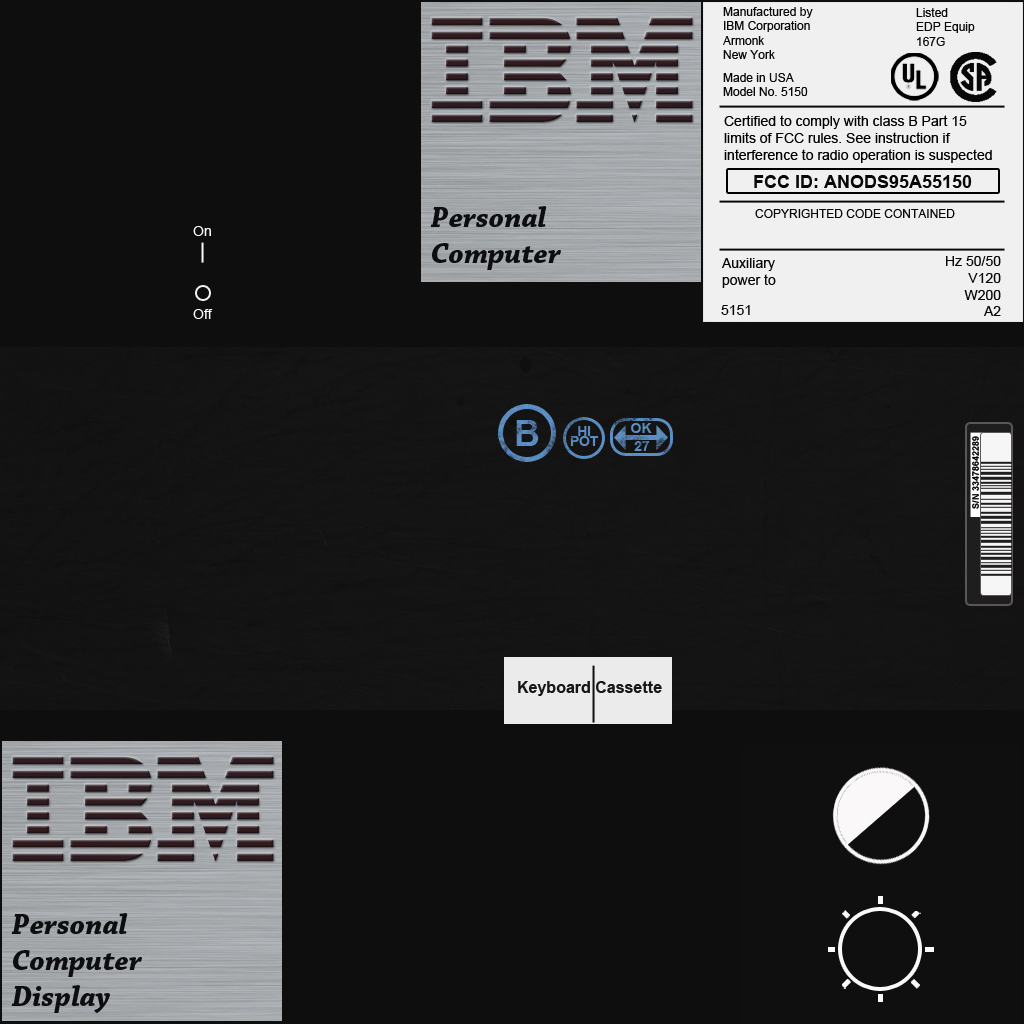 IBM
Personal
Computer
Manufactured by
IBM Corporation
Armonk
New York
Made in USA
Model No. 5150
Listed
EDP Equip
167G
UL
SA
Certified to comply with class B Part 15
limits of FCC rules. See instruction if
interference to radio operation is suspected
FCC ID: ANODS95A55150
COPYRIGHTED CODE CONTAINED
Auxiliary
power to
5151
Hz 50/50
V120
W200
A2
On
Off
B
HI
POT
OK
27
S/N 33478642289
Keyboard Cassette
IBM
Personal
Computer
Display